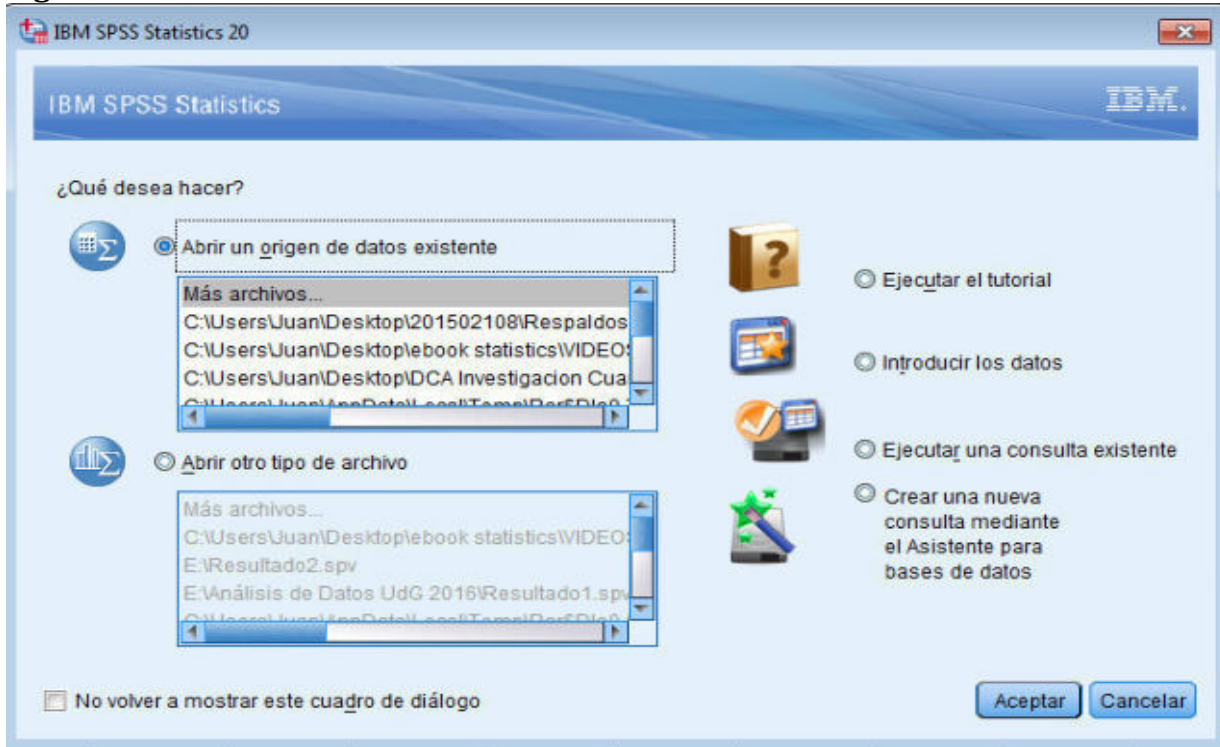 IBM SPSS Statistics 20
IBM SPSS Statistics
IBM.
¿Qué desea hacer?
Abrir un origen de datos existente
Más archivos...
C:\Users\Juan\Desktop\201502108\Respaldos
C:\Users\Juan\Desktop\ebook statistics\VIDEO
C:\Users\Juan\Desktop\DCA Investigacion Cua
Abrir otro tipo de archivo
Más archivos...
C:\Users\Juan\Desktop\ebook statistics\VIDEO
E:\Resultado2.spv
E:\Análisis de Datos UdG 2016\Resultado1.spv
Ejecutar el tutorial
Introducir los datos
Ejecutar una consulta existente
Crear una nueva
consulta mediante
el Asistente para
bases de datos
No volver a mostrar este cuadro de diálogo
Aceptar
Cancelar